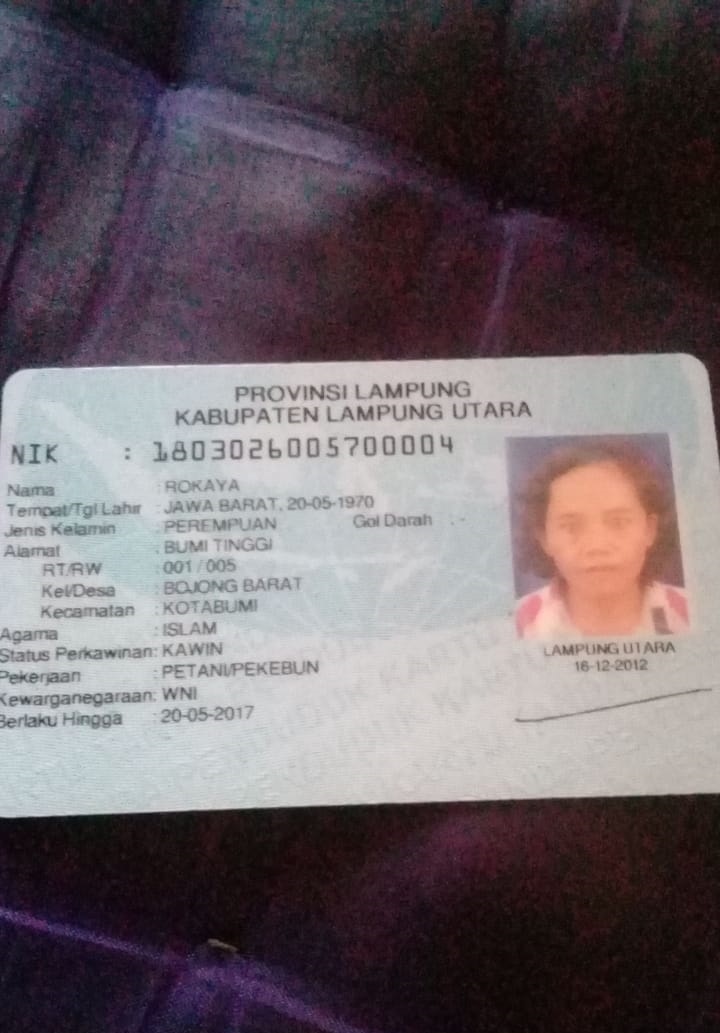 PROVINSI LAMPUNG
KABUPATEN LAMPUNG UTARA
NIK : 1803026005700004
Nama : ROKAYA
Tempat/Tgl Lahir : JAWA BARAT, 20-05-1970
Jenis Kelamin : PEREMPUAN Gol Darah : -
Alamat : BUMI TINGGI
RT/RW : 001 / 005
Kel/Desa : BOJONG BARAT
Kecamatan : KOTABUMI
Agama : ISLAM
Status Perkawinan: KAWIN
Pekerjaan : PETANI/PEKEBUN
Kewarganegaraan: WNI
Berlaku Hingga : 20-05-2017
LAMPUNG UTARA
16-12-2012